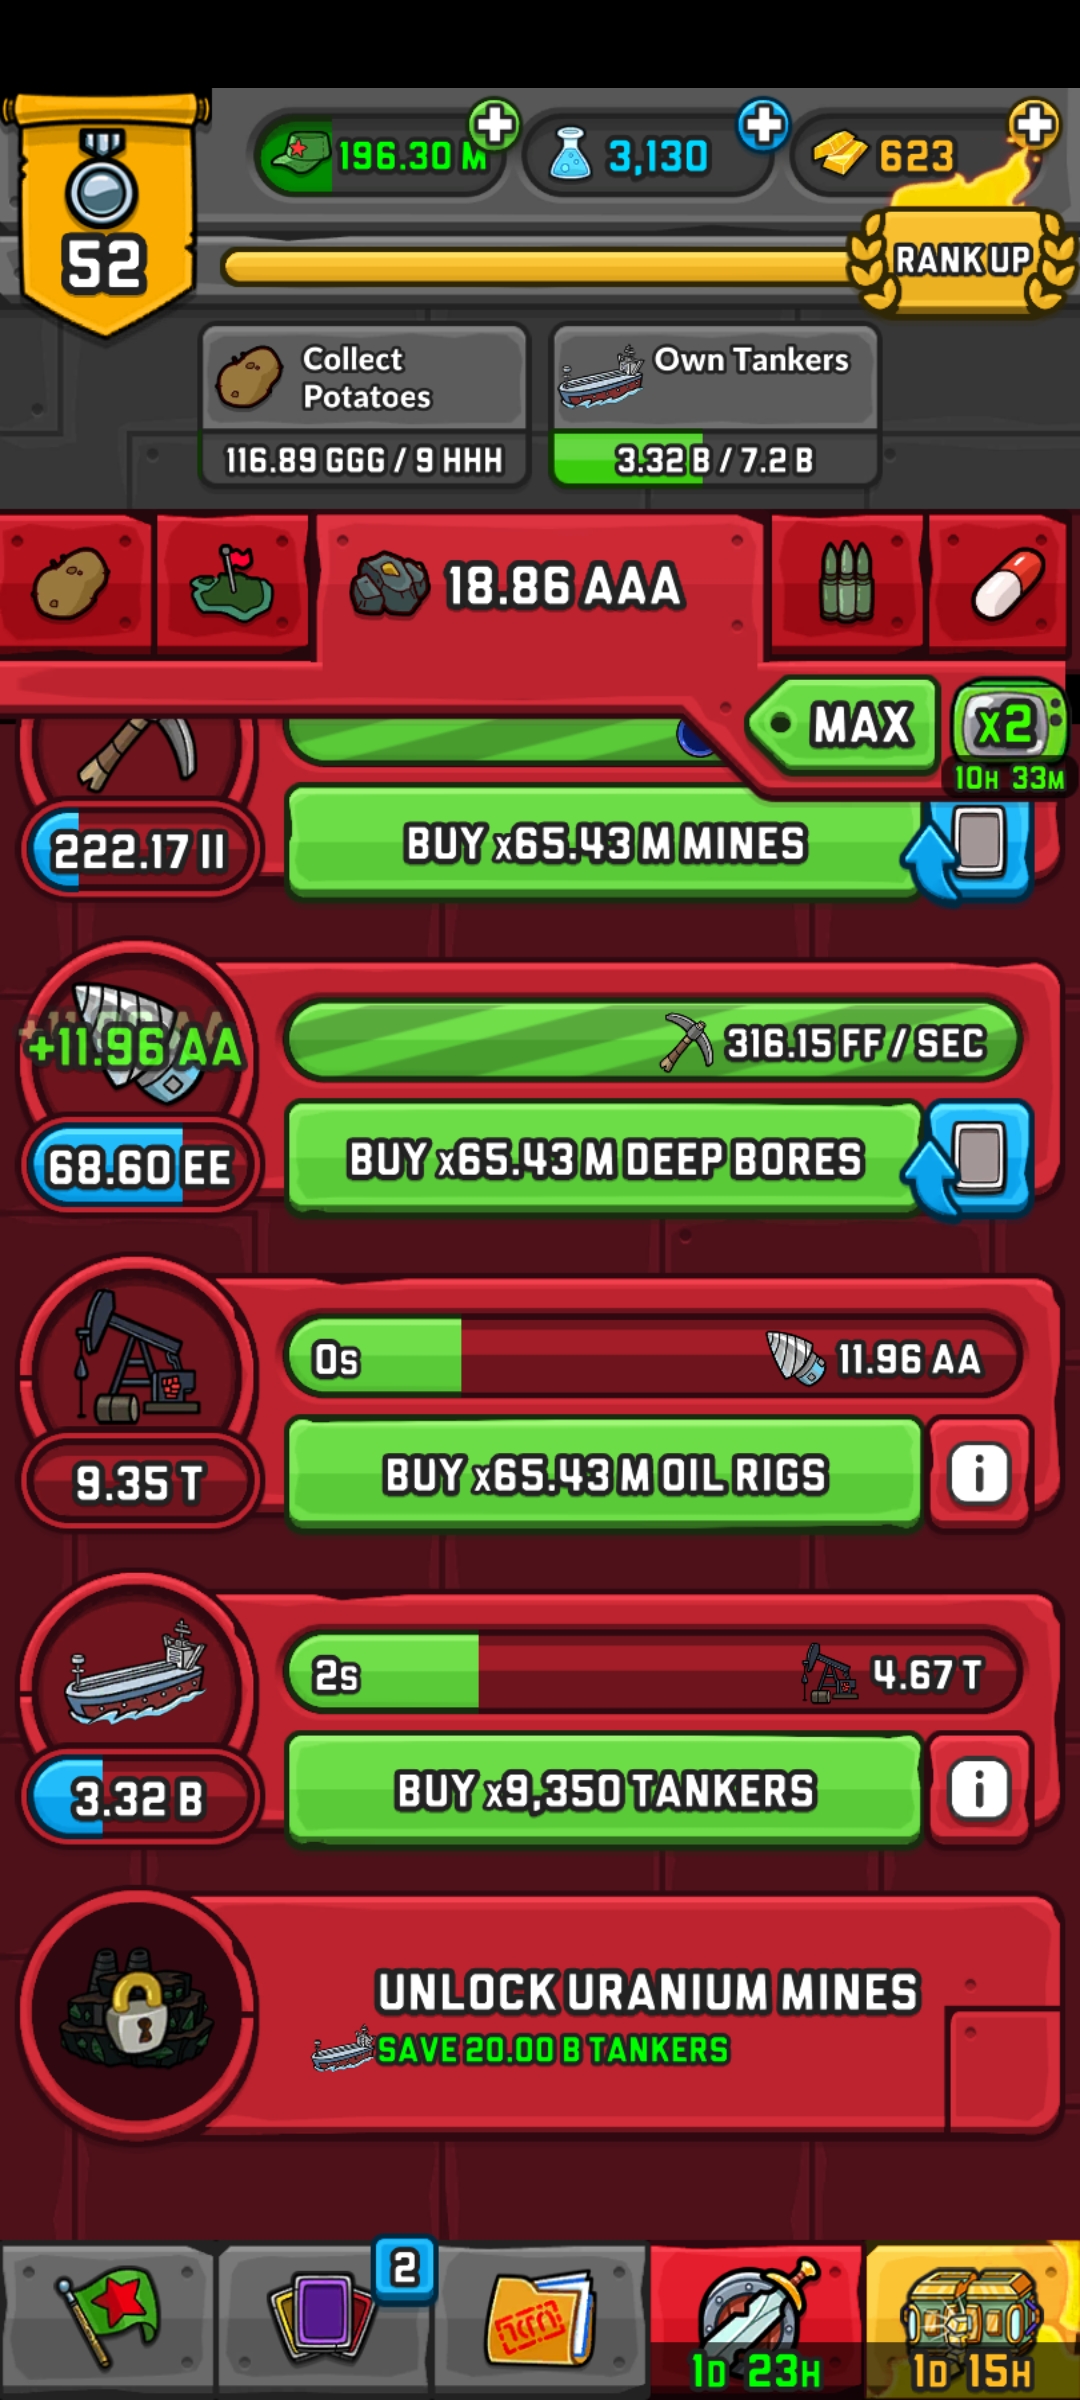 196.30 M
3,130
623
52
RANK UP
Collect
Potatoes
116.89 GGG / 9 HHH
Own Tankers
3.32 B / 7.2 B
18.86 AAA
MAX
x2
10H 33M
222.17 II
BUY x65.43 M MINES
+11.96 AA
316.15 FF / SEC
68.60 EE
BUY x65.43 M DEEP BORES
0s
11.96 AA
9.35 T
BUY x65.43 M OIL RIGS
2s
4.67 T
3.32 B
BUY x9,350 TANKERS
UNLOCK URANIUM MINES
SAVE 20.00 B TANKERS
2
1D 23H
1D 15H